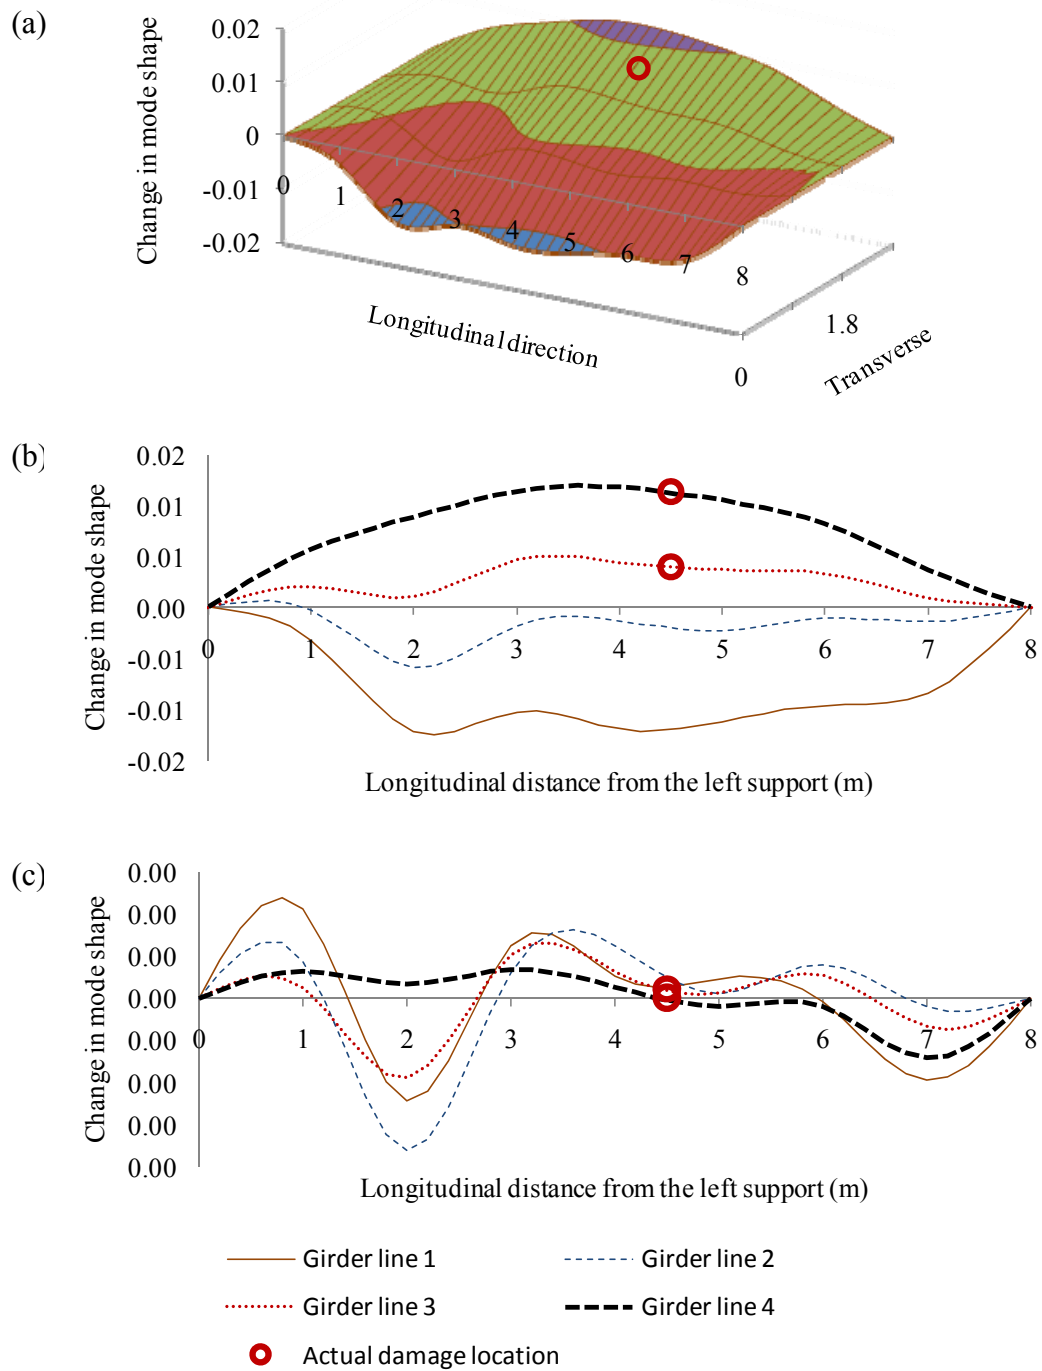 (a)
Change in mode shape
0.02
0.01
0
-0.01
-0.02
0
1
2
3
4
5
6
7
8
Longitudinal direction
0
1.8
Transverse
(b)
Change in mode shape
0.02
0.01
0.01
0.00
-0.01
-0.01
-0.02
0 1 2 3 4 5 6 7 8
Longitudinal distance from the left support (m)
(c)
Change in mode shape
0.00
0.00
0.00
0.00
0.00
0.00
0.00
0.00
0 1 2 3 4 5 6 7 8
Longitudinal distance from the left support (m)
Girder line 1 Girder line 2
Girder line 3 Girder line 4
Actual damage location